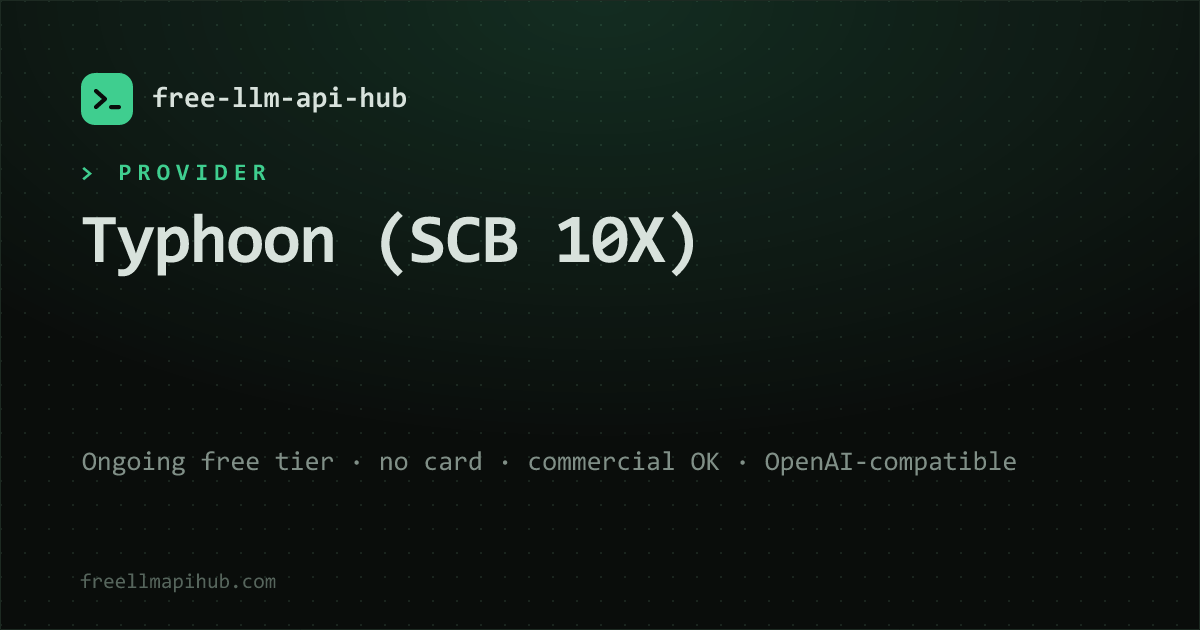 >_ free-llm-api-hub
> PROVIDER
Typhoon (SCB 10X)
Ongoing free tier · no card · commercial OK · OpenAI-compatible
freellmapihub.com